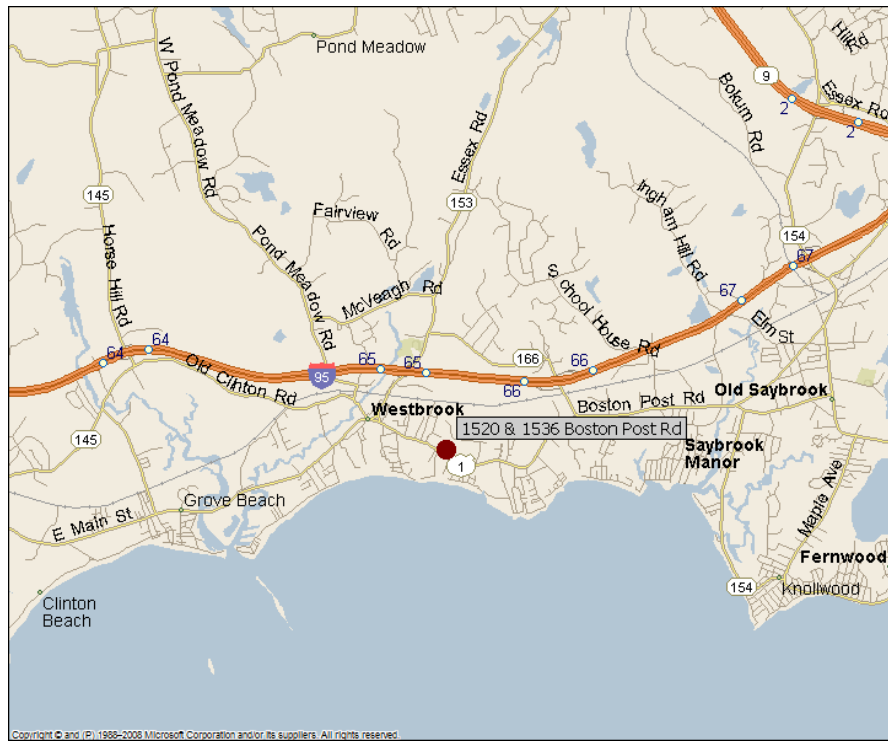 Pond Meadow
W Pond Meadow Rd
Essex Rd
9
Hill Rd
Essex Rd
2
2
Bokum Rd
145
153
Fairview Rd
Ingham Hill Rd
154
Horse Hill Rd
Pond Meadow Rd
McVeagh Rd
School House Rd
67
67
Elm St
64
64
65
65
95
166
66
66
Old Clinton Rd
Old Saybrook
Boston Post Rd
Westbrook
1520 & 1536 Boston Post Rd
145
1
Saybrook
Manor
Maple Ave
Grove Beach
E Main St
Fernwood
154
Knollwood
Clinton
Beach
Copyright © and (P) 1988–2008 Microsoft Corporation and/or its suppliers. All rights reserved.